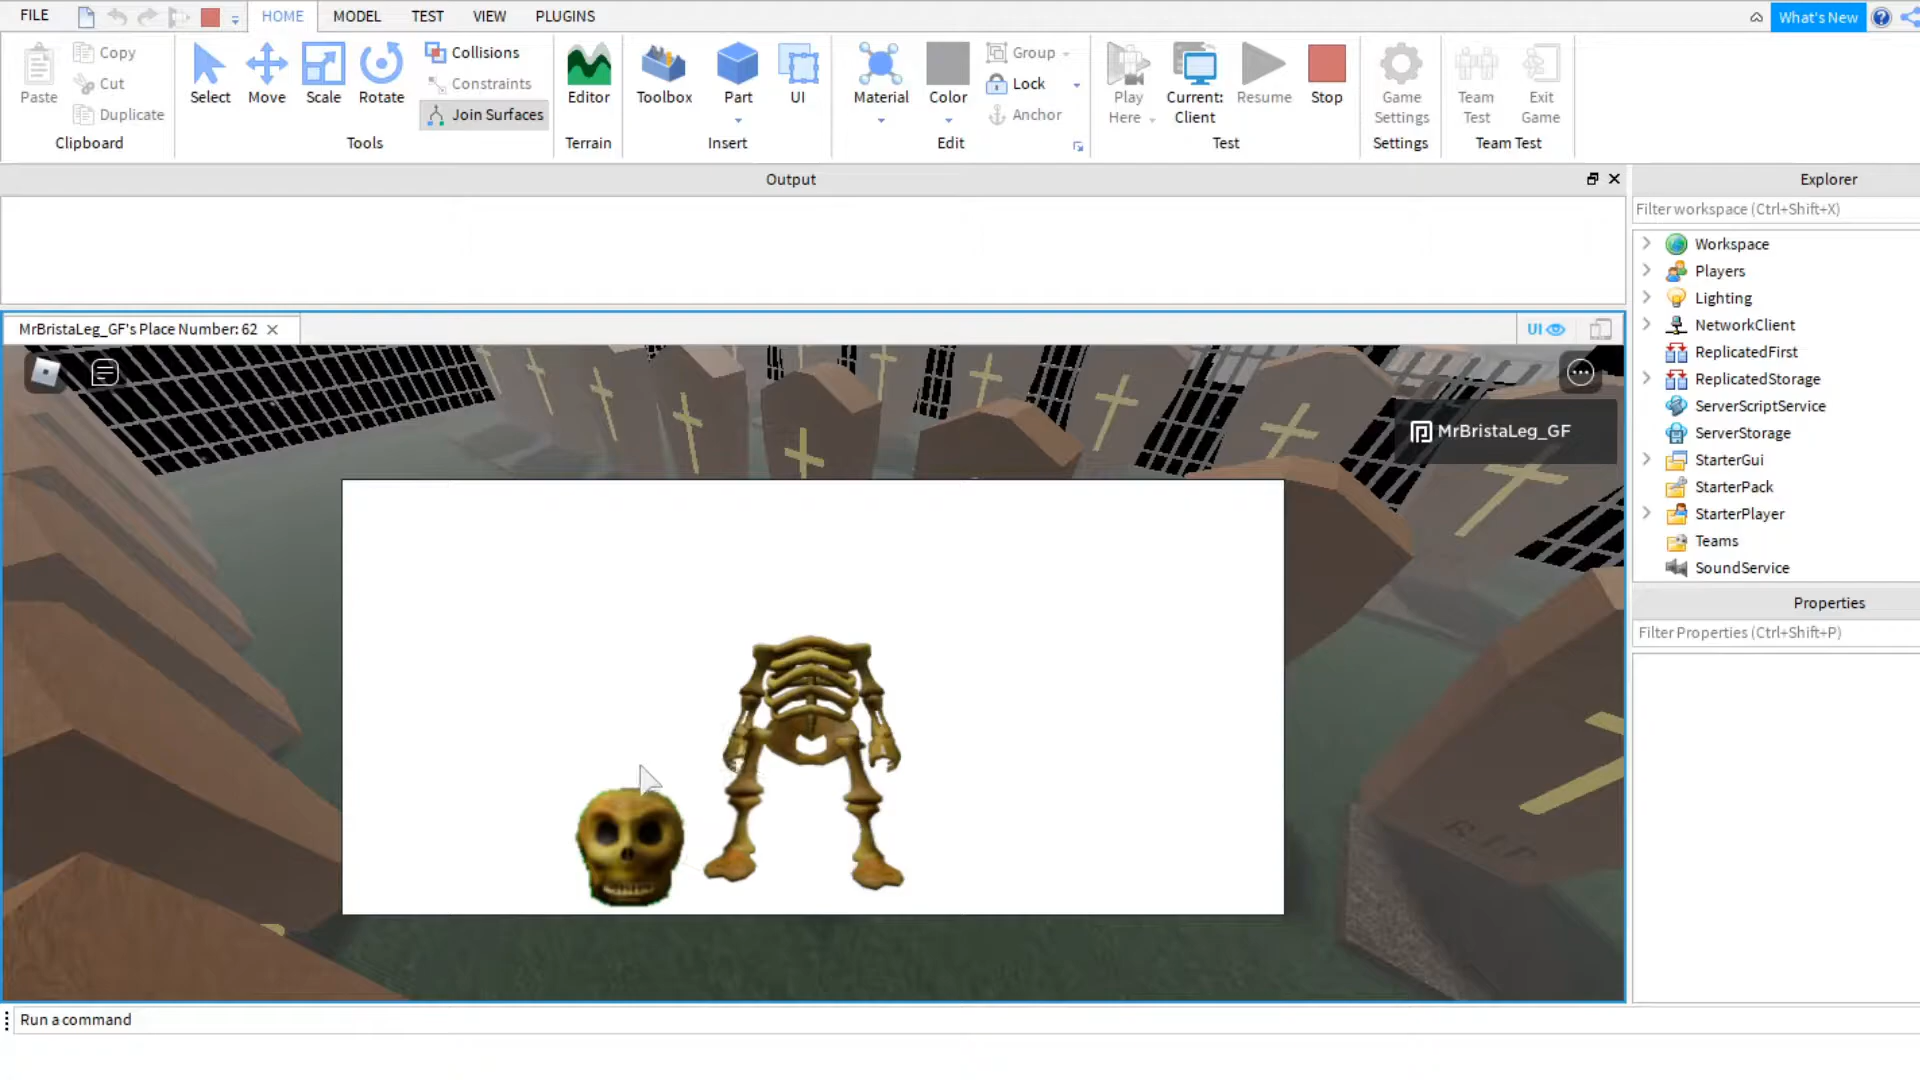 FILE HOME MODEL TEST VIEW PLUGINS What's New
Paste Copy Cut Duplicate
Clipboard
Select Move Scale Rotate
Collisions
Constraints
Join Surfaces
Tools
Editor
Terrain
Toolbox Part UI
Insert
Material Color
Group
Lock
Anchor
Edit
Play Here
Current: Client
Resume Stop
Test
Game Settings
Settings
Team Test
Exit Game
Team Test
Output
Explorer
Filter workspace (Ctrl+Shift+X)
Workspace
Players
Lighting
NetworkClient
ReplicatedFirst
ReplicatedStorage
ServerScriptService
ServerStorage
StarterGui
StarterPack
StarterPlayer
Teams
SoundService
Properties
Filter Properties (Ctrl+Shift+P)
MrBristaLeg_GF's Place Number: 62
UI
MrBristaLeg_GF
RIP
Run a command